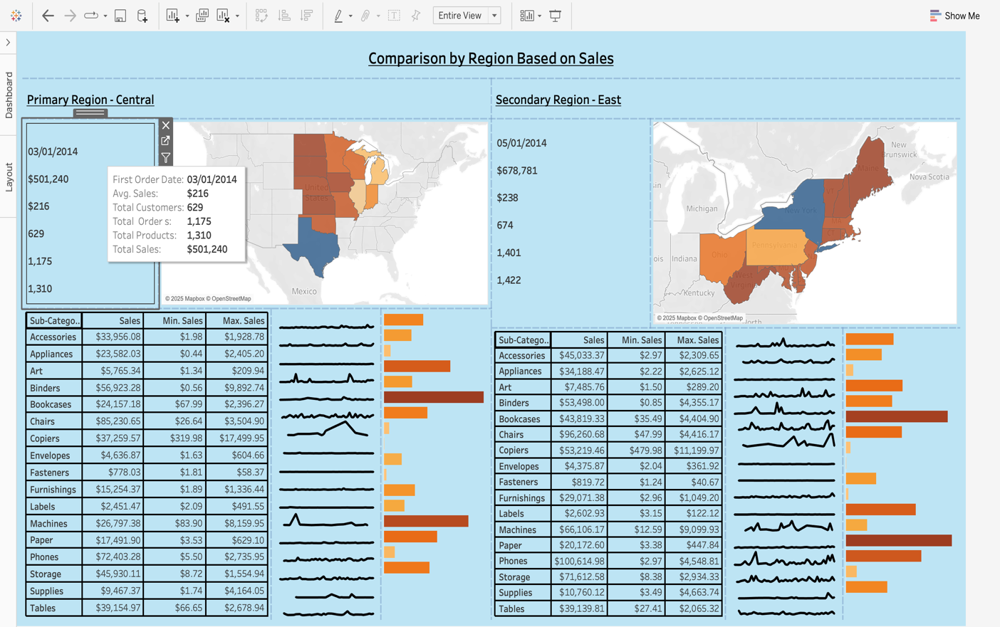 Entire View
Show Me
Dashboard
Layout
Comparison by Region Based on Sales
Primary Region - Central
03/01/2014
$501,240
$216
629
1,175
1,310
First Order Date: 03/01/2014
Avg. Sales: $216
Total Customers: 629
Total Order s: 1,175
Total Products: 1,310
Total Sales: $501,240
United
States
Mexico
© 2025 Mapbox © OpenStreetMap
Sub-Catego.. Sales Min. Sales Max. Sales
Accessories $33,956.08 $1.98 $1,928.78
Appliances $23,582.03 $0.44 $2,405.20
Art $5,765.34 $1.34 $209.94
Binders $56,923.28 $0.56 $9,892.74
Bookcases $24,157.18 $67.99 $2,396.27
Chairs $85,230.65 $26.64 $3,504.90
Copiers $37,259.57 $319.98 $17,499.95
Envelopes $4,636.87 $1.63 $604.66
Fasteners $778.03 $1.81 $58.37
Furnishings $15,254.37 $1.89 $1,336.44
Labels $2,451.47 $2.09 $491.55
Machines $26,797.38 $83.90 $8,159.95
Paper $17,491.90 $3.53 $629.10
Phones $72,403.28 $5.50 $2,735.95
Storage $45,930.11 $8.72 $1,554.94
Supplies $9,467.37 $1.74 $4,164.05
Tables $39,154.97 $66.65 $2,678.94
Secondary Region - East
05/01/2014
$678,781
$238
674
1,401
1,422
New
Brunswick
Maine
Nova Scotia
sin
VT
Michigan
New York
MA
CT
Pennsylvania
Ohio
ois
Indiana
West
Virginia
Kentucky
© 2025 Mapbox © OpenStreetMap
North
Sub-Catego.. Sales Min. Sales Max. Sales
Accessories $45,033.37 $2.97 $2,309.65
Appliances $34,188.47 $2.22 $2,625.12
Art $7,485.76 $1.50 $289.20
Binders $53,498.00 $0.85 $4,355.17
Bookcases $43,819.33 $35.49 $4,404.90
Chairs $96,260.68 $47.99 $4,416.17
Copiers $53,219.46 $479.98 $11,199.97
Envelopes $4,375.87 $2.04 $361.92
Fasteners $819.72 $1.24 $40.67
Furnishings $29,071.38 $2.96 $1,049.20
Labels $2,602.93 $3.15 $122.12
Machines $66,106.17 $12.59 $9,099.93
Paper $20,172.60 $3.38 $447.84
Phones $100,614.98 $2.97 $4,548.81
Storage $71,612.58 $8.38 $2,934.33
Supplies $10,760.12 $3.49 $4,663.74
Tables $39,139.81 $27.41 $2,065.32